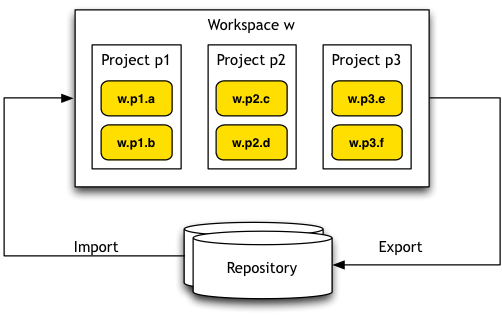 Workspace w
Project p1
Project p2
Project p3
w.p1.a
w.p2.c
w.p3.e
w.p1.b
w.p2.d
w.p3.f
Import
Export
Repository